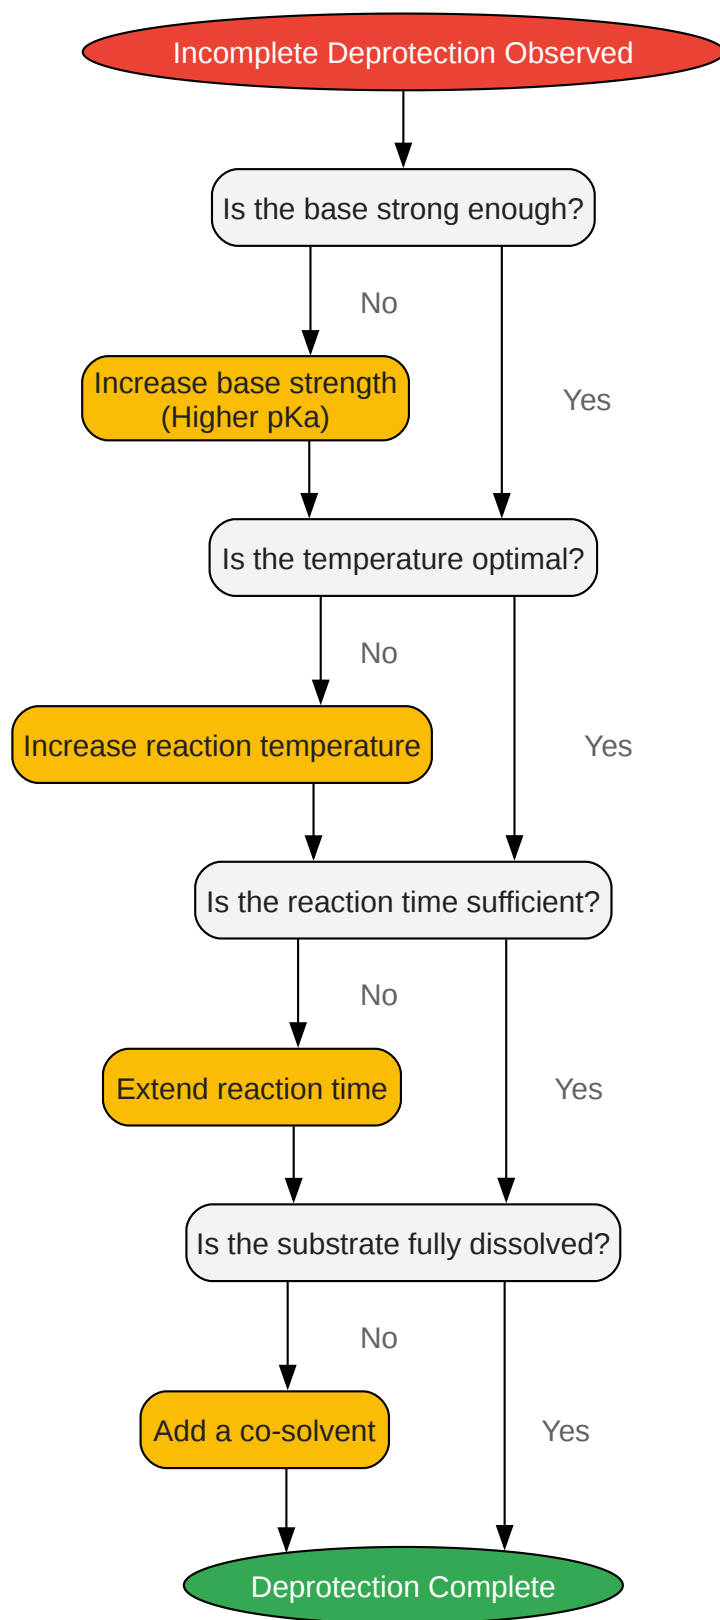 Incomplete Deprotection Observed
Is the base strong enough?
No
Increase base strength
(Higher pKa)
Yes
Is the temperature optimal?
No
Increase reaction temperature
Yes
Is the reaction time sufficient?
No
Extend reaction time
Yes
Is the substrate fully dissolved?
No
Add a co-solvent
Yes
Deprotection Complete